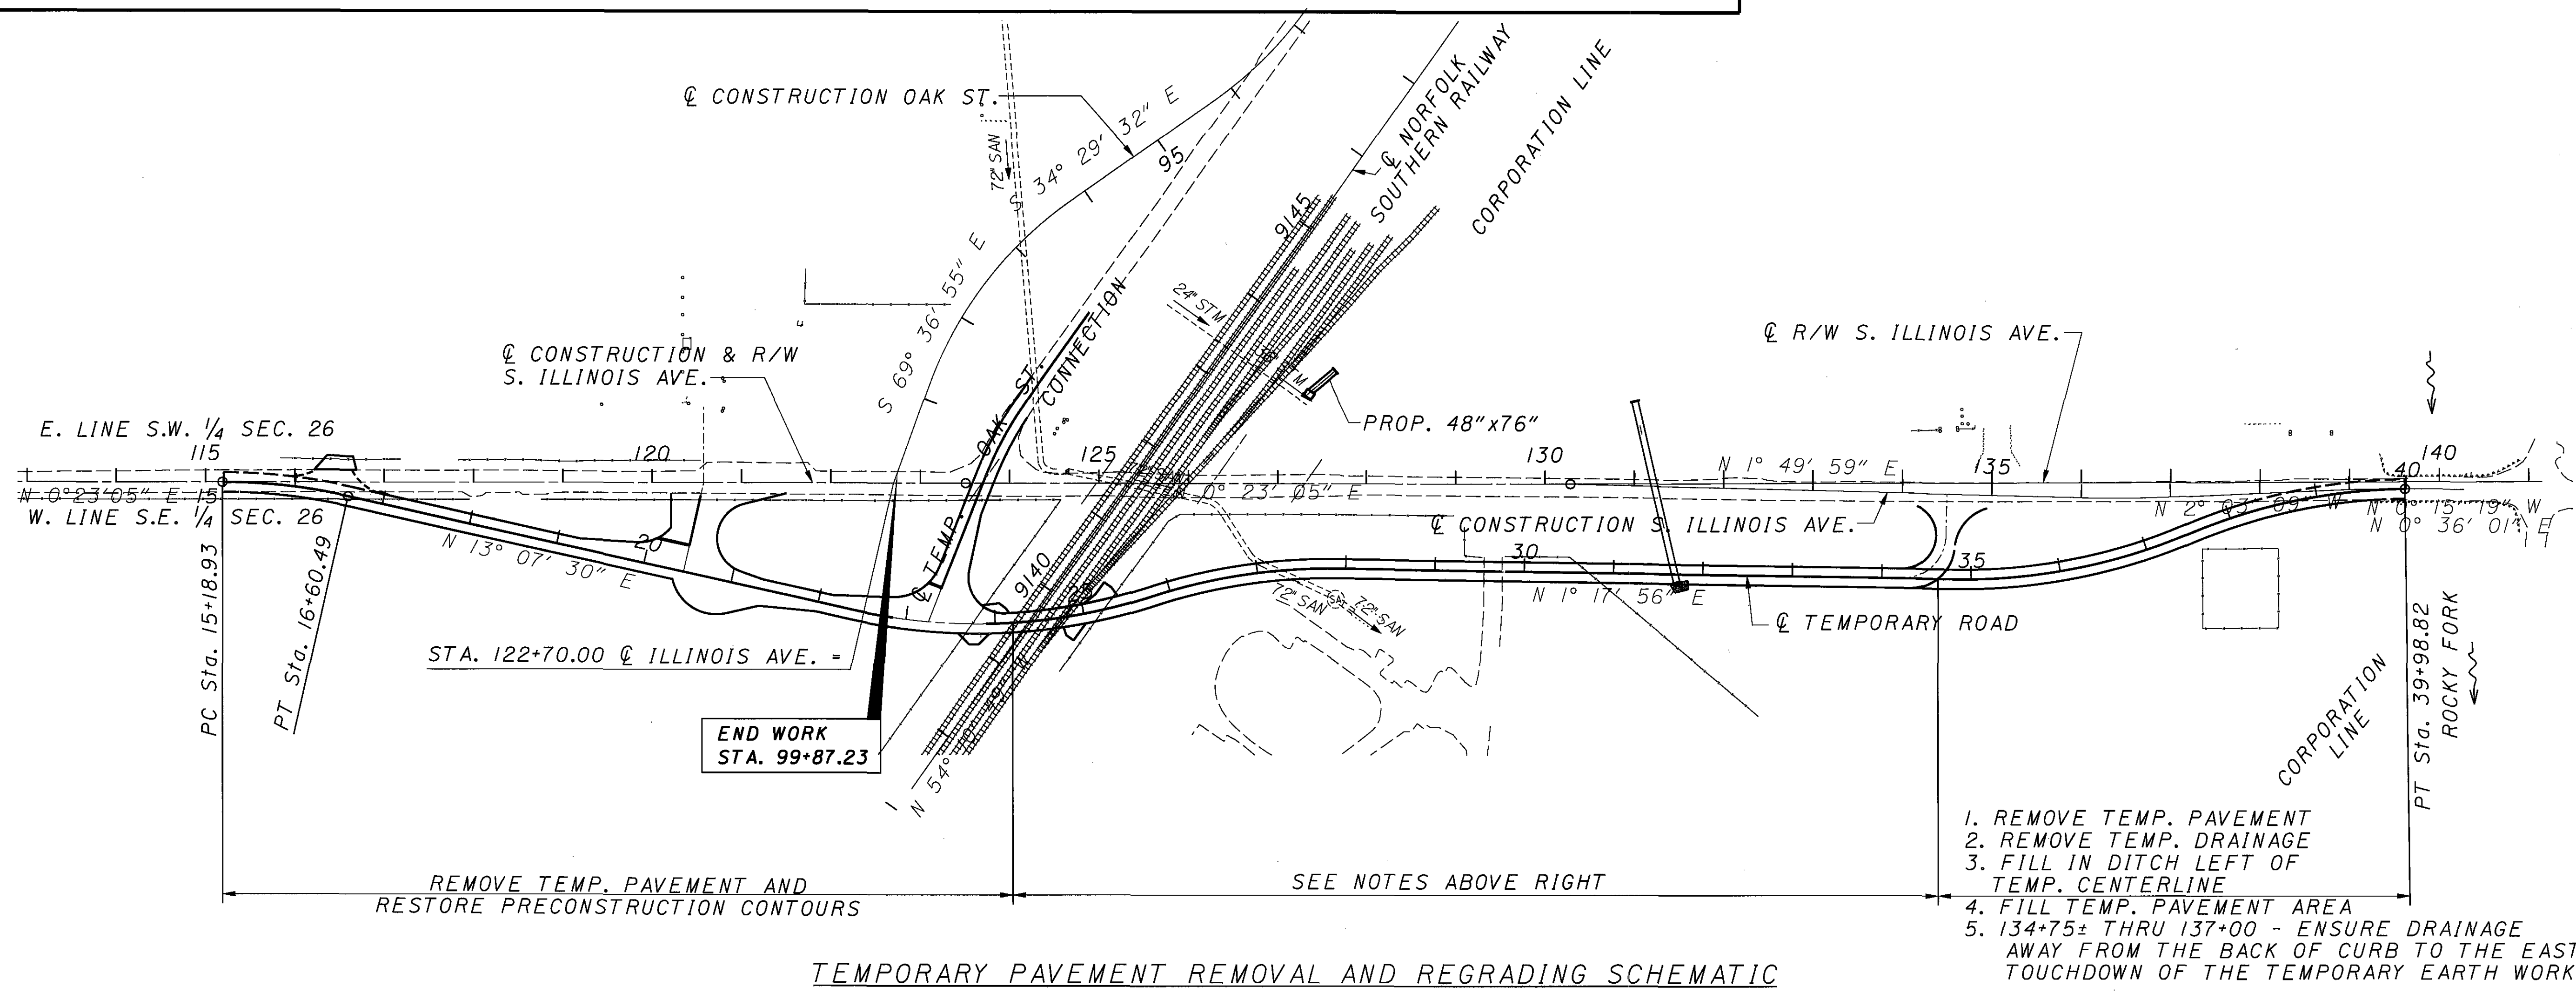 ℄ CONSTRUCTION OAK ST.
72" SAN
S 34° 29' 32" E
95
℄ NORFOLK
SOUTHERN RAILWAY
CORPORATION LINE
9145
S 69° 36' 55" E
24" STM
℄ CONSTRUCTION & R/W
S. ILLINOIS AVE.
℄ TEMP. OAK ST.
CONNECTION
℄ R/W S. ILLINOIS AVE.
PROP. 48"x76"
E. LINE S.W. 1/4 SEC. 26
115
120
125
130
135
140
N 1° 49' 59" E
40
N 0°23'05" E
15
N 0° 23' 05" E
W. LINE S.E. 1/4 SEC. 26
℄ CONSTRUCTION S. ILLINOIS AVE.
N 2° 03' 09" W
N 0° 15' 19" W
N 0° 36' 01" E
20
30
35
N 13° 07' 30" E
9140
72" SAN
72" SAN
N 1° 17' 56" E
℄ TEMPORARY ROAD
PC Sta. 15+18.93
PT Sta. 16+60.49
STA. 122+70.00 ℄ ILLINOIS AVE. =
END WORK
STA. 99+87.23
PT Sta. 39+98.82
ROCKY FORK
CORPORATION
LINE
REMOVE TEMP. PAVEMENT AND
RESTORE PRECONSTRUCTION CONTOURS
SEE NOTES ABOVE RIGHT
1. REMOVE TEMP. PAVEMENT
2. REMOVE TEMP. DRAINAGE
3. FILL IN DITCH LEFT OF
TEMP. CENTERLINE
4. FILL TEMP. PAVEMENT AREA
5. 134+75± THRU 137+00 - ENSURE DRAINAGE
AWAY FROM THE BACK OF CURB TO THE EAST
TOUCHDOWN OF THE TEMPORARY EARTH WORK
TEMPORARY PAVEMENT REMOVAL AND REGRADING SCHEMATIC